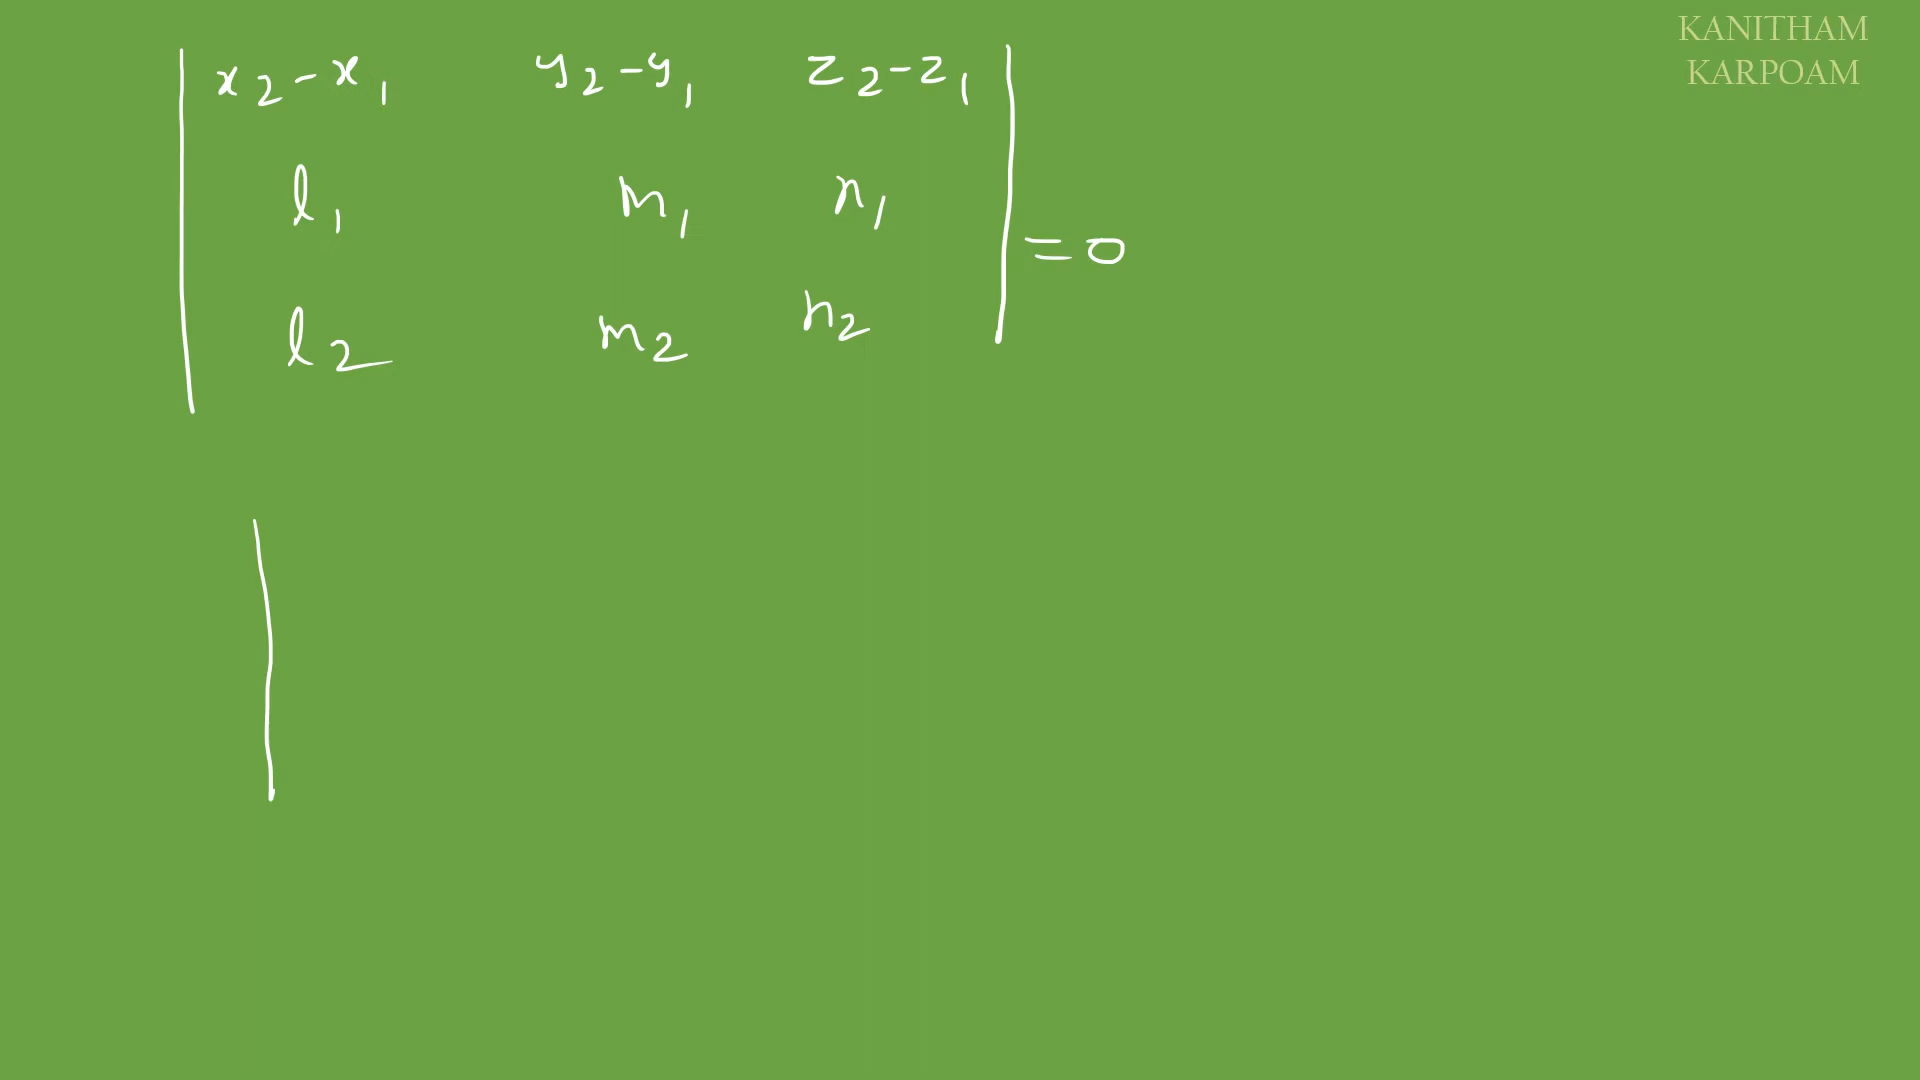 KANITHAM
KARPOAM
| x₂-x₁ y₂-y₁ z₂-z₁ |
| l₁ m₁ n₁ | =0
| l₂ m₂ n₂ |